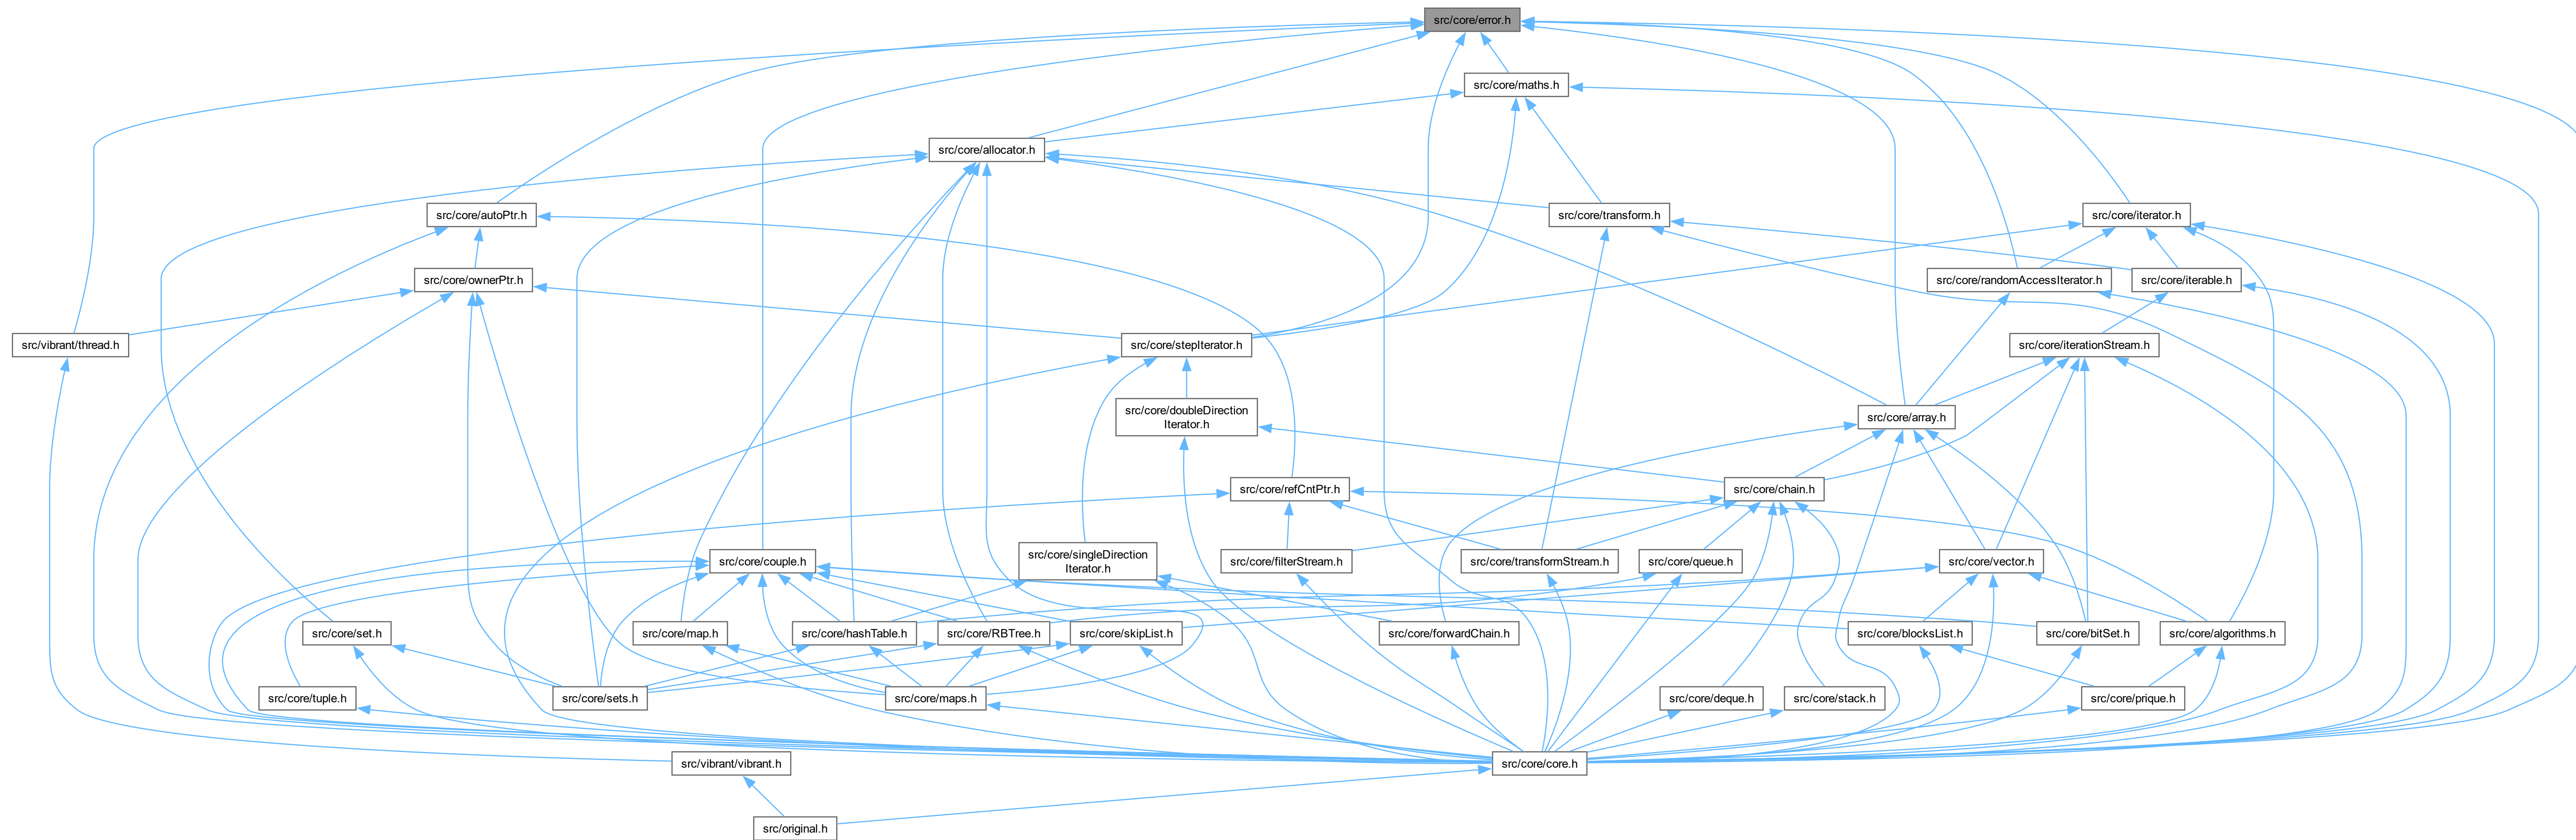 src/core/error.h
src/core/maths.h
src/core/allocator.h
src/core/autoPtr.h
src/core/transform.h
src/core/iterator.h
src/core/ownerPtr.h
src/core/randomAccessIterator.h
src/core/iterable.h
src/vibrant/thread.h
src/core/stepIterator.h
src/core/iterationStream.h
src/core/doubleDirection
Iterator.h
src/core/array.h
src/core/refCntPtr.h
src/core/chain.h
src/core/couple.h
src/core/singleDirection
Iterator.h
src/core/filterStream.h
src/core/transformStream.h
src/core/queue.h
src/core/vector.h
src/core/set.h
src/core/map.h
src/core/hashTable.h
src/core/RBTree.h
src/core/skipList.h
src/core/forwardChain.h
src/core/blocksList.h
src/core/bitSet.h
src/core/algorithms.h
src/core/tuple.h
src/core/sets.h
src/core/maps.h
src/core/deque.h
src/core/stack.h
src/core/prique.h
src/vibrant/vibrant.h
src/core/core.h
src/original.h